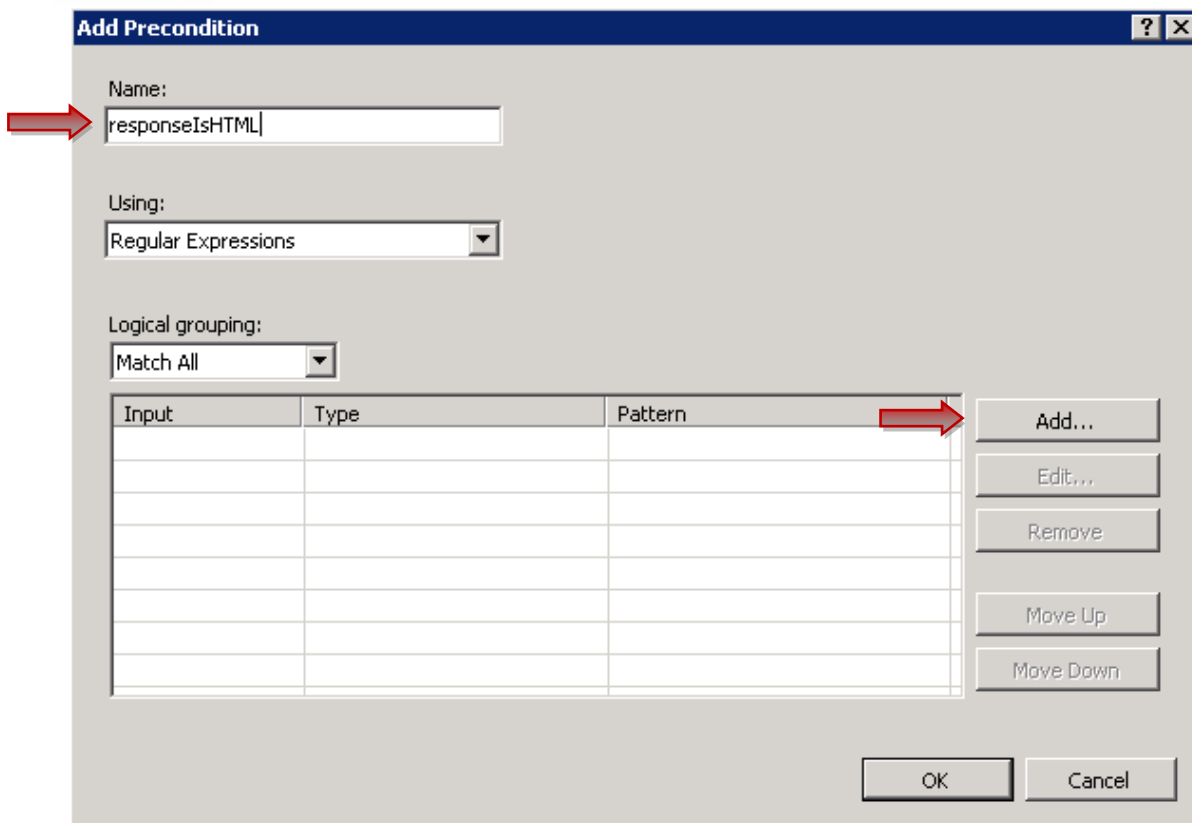 Add Precondition
Name:
responseIsHTML
Using:
Regular Expressions
Logical grouping:
Match All
Input Type Pattern
Add...
Edit...
Remove
Move Up
Move Down
OK Cancel